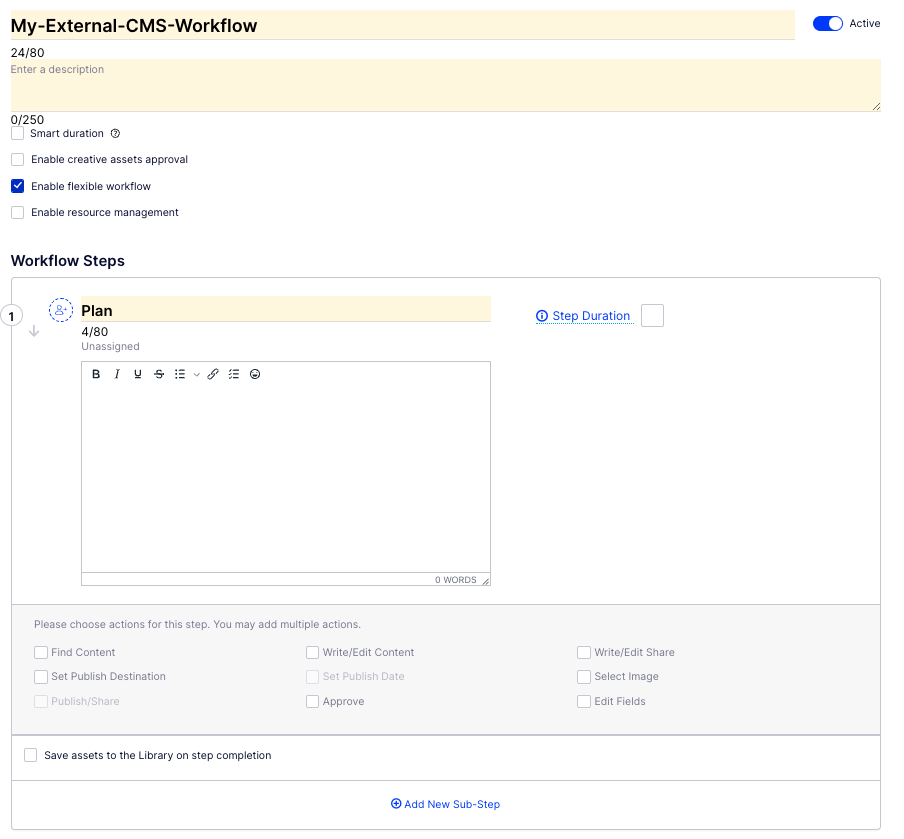 My-External-CMS-Workflow
Active
24/80
Enter a description
0/250
Smart duration
Enable creative assets approval
Enable flexible workflow
Enable resource management
Workflow Steps
1
Plan
Step Duration
4/80
Unassigned
B I U S
0 WORDS
Please choose actions for this step. You may add multiple actions.
Find Content Write/Edit Content Write/Edit Share
Set Publish Destination Set Publish Date Select Image
Publish/Share Approve Edit Fields
Save assets to the Library on step completion
Add New Sub-Step